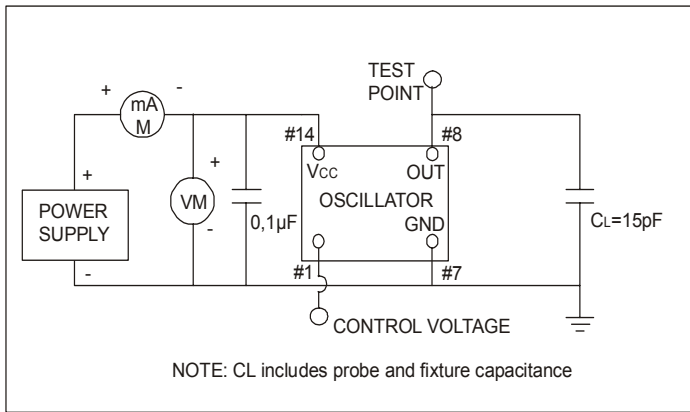 TEST
POINT
+ -
mA
M
#14
#8
+
+
VCC
OUT
OSCILLATOR
POWER
SUPPLY
VM
0,1µF
GND
CL=15pF
-
-
#1
#7
CONTROL VOLTAGE
NOTE: CL includes probe and fixture capacitance